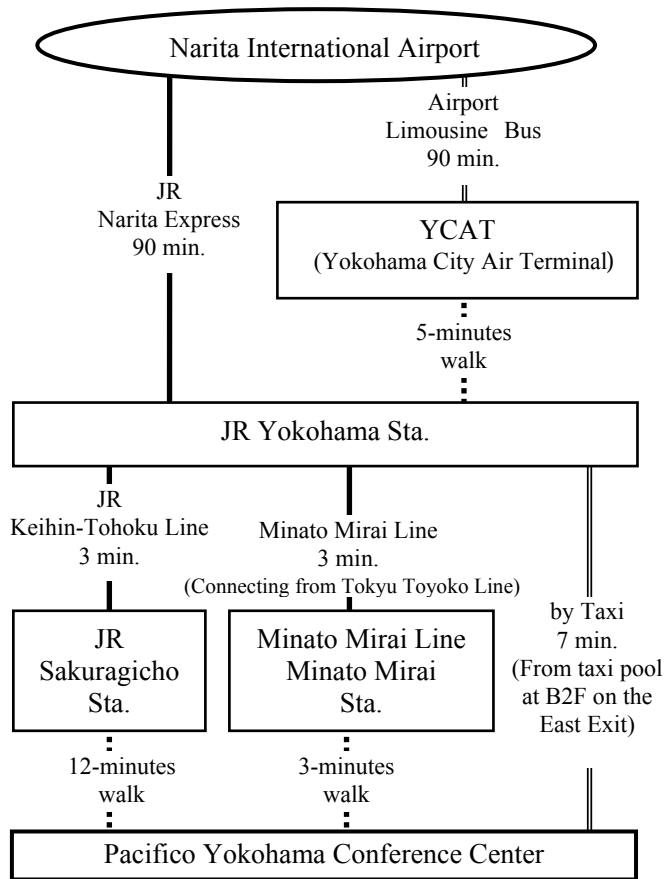 Narita International Airport
Airport
Limousine Bus
90 min.
JR
Narita Express
90 min.
YCAT
(Yokohama City Air Terminal)
5-minutes
walk
JR Yokohama Sta.
JR
Keihin-Tohoku Line
3 min.
Minato Mirai Line
3 min.
(Connecting from Tokyu Toyoko Line)
by Taxi
7 min.
(From taxi pool
at B2F on the
East Exit)
JR
Sakuragicho
Sta.
Minato Mirai Line
Minato Mirai
Sta.
12-minutes
walk
3-minutes
walk
Pacifico Yokohama Conference Center